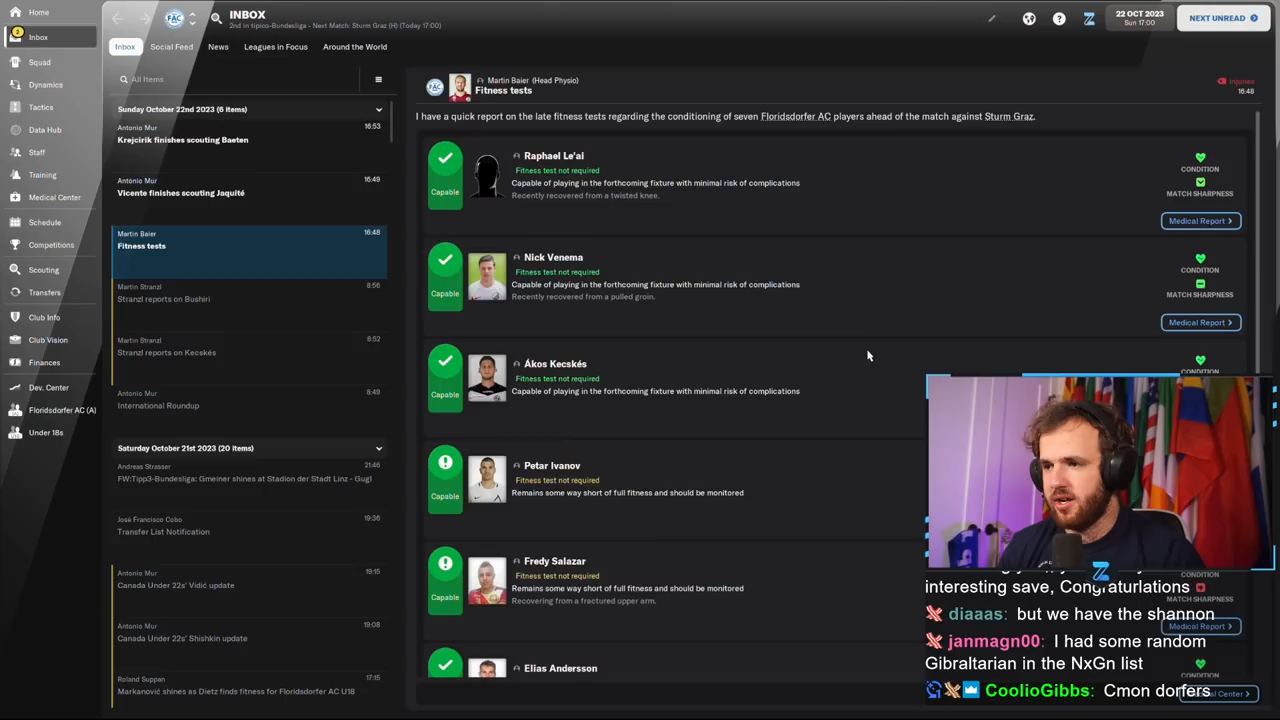 Home
INBOX
2nd in tipico-Bundesliga - Next Match: Sturm Graz (H) (Today 17:00)
22 OCT 2023
Sun 17:00
NEXT UNREAD
2
Inbox
Squad
Dynamics
Tactics
Data Hub
Staff
Training
Medical Center
Schedule
Competitions
Scouting
Transfers
Club Info
Club Vision
Finances
Dev. Center
Floridsdorfer AC (A)
Under 18s
Inbox
Social Feed
News
Leagues in Focus
Around the World
All Items
Sunday October 22nd 2023 (6 items)
Antonio Mur
16:53
Krejcirik finishes scouting Baeten
Antonio Mur
16:49
Vicente finishes scouting Jaquité
Martin Baier
16:48
Fitness tests
Martin Stranzl
8:56
Stranzl reports on Bushiri
Martin Stranzl
8:52
Stranzl reports on Kecskés
Antonio Mur
8:49
International Roundup
Saturday October 21st 2023 (20 items)
Andreas Strasser
21:46
FW:Tipp3-Bundesliga: Gmeiner shines at Stadion der Stadt Linz - Gugl
José Francisco Cobo
19:36
Transfer List Notification
Antonio Mur
19:15
Canada Under 22s' Vidić update
Antonio Mur
19:08
Canada Under 22s' Shishkin update
Roland Suppan
17:15
Markanović shines as Dietz finds fitness for Floridsdorfer AC U18
Martin Baier (Head Physio)
Fitness tests
Injuries
16:48
I have a quick report on the late fitness tests regarding the conditioning of seven Floridsdorfer AC players ahead of the match against Sturm Graz.
Capable
Raphael Le'ai
Fitness test not required
Capable of playing in the forthcoming fixture with minimal risk of complications
Recently recovered from a twisted knee.
CONDITION
MATCH SHARPNESS
Medical Report
Capable
Nick Venema
Fitness test not required
Capable of playing in the forthcoming fixture with minimal risk of complications
Recently recovered from a pulled groin.
CONDITION
MATCH SHARPNESS
Medical Report
Capable
Ákos Kecskés
Fitness test not required
Capable of playing in the forthcoming fixture with minimal risk of complications
CONDITION
Capable
Petar Ivanov
Fitness test not required
Remains some way short of full fitness and should be monitored
Capable
Fredy Salazar
Fitness test not required
Remains some way short of full fitness and should be monitored
Recovering from a fractured upper arm.
CONDITION
MATCH SHARPNESS
Medical Report
Elias Andersson
Center
interesting save, Congraturlations
diaaas: but we have the shannon
janmagn00: I had some random
Gibraltarian in the NxGn list
CoolioGibbs: Cmon dorfers